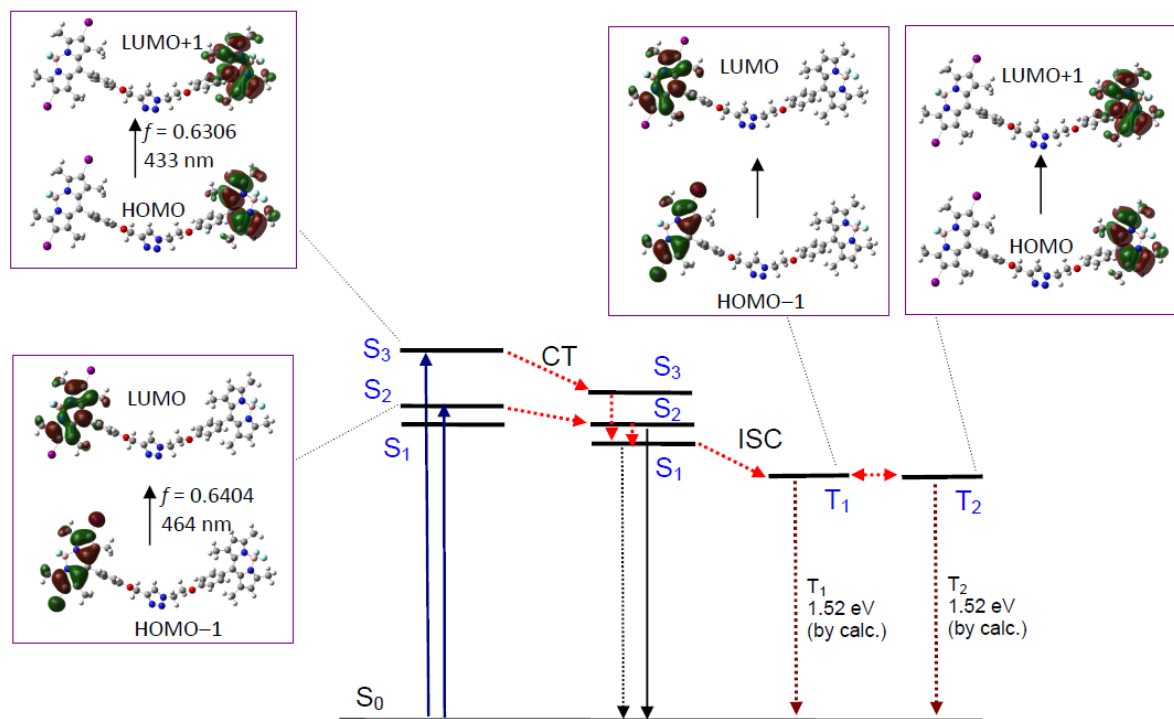 LUMO+1
f = 0.6306
433 nm
HOMO
LUMO
f = 0.6404
464 nm
HOMO−1
LUMO
HOMO−1
LUMO+1
HOMO
S3
S2
S1
CT
S3
S2
S1
ISC
T1
T2
T1
1.52 eV
(by calc.)
T2
1.52 eV
(by calc.)
S0